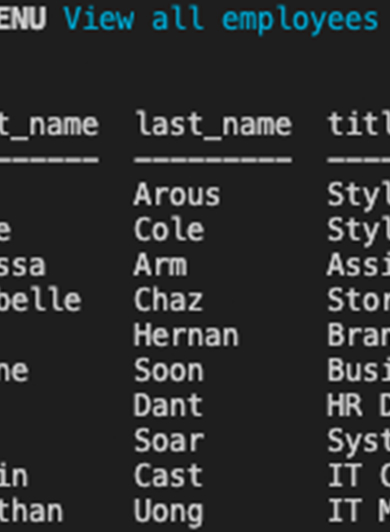 ENU View all employees
t_name last_name titl
Arous Styl
e Cole Styl
ssa Arm Assi
belle Chaz Stor
Hernan Bran
ne Soon Busi
Dant HR D
Soar Syst
in Cast IT C
than Uong IT M